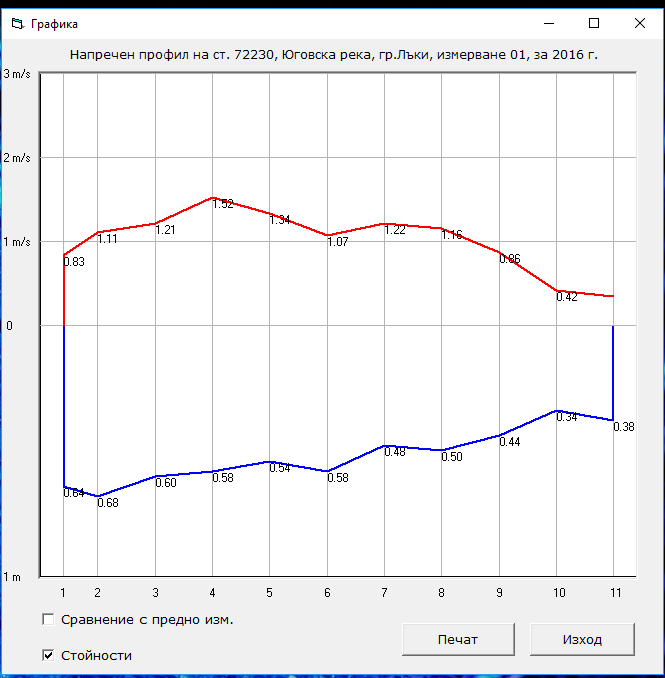 Графика
Напречен профил на ст. 72230, Юговска река, гр.Лъки, измерване 01, за 2016 г.
3 m/s
2 m/s
1 m/s
0
1 m
0.83
1.11
1.21
1.52
1.34
1.07
1.22
1.16
0.86
0.42
0.64
0.68
0.60
0.58
0.54
0.58
0.48
0.50
0.44
0.34
0.38
1 2 3 4 5 6 7 8 9 10 11
Сравнение с предно изм.
Стойности
Печат
Изход